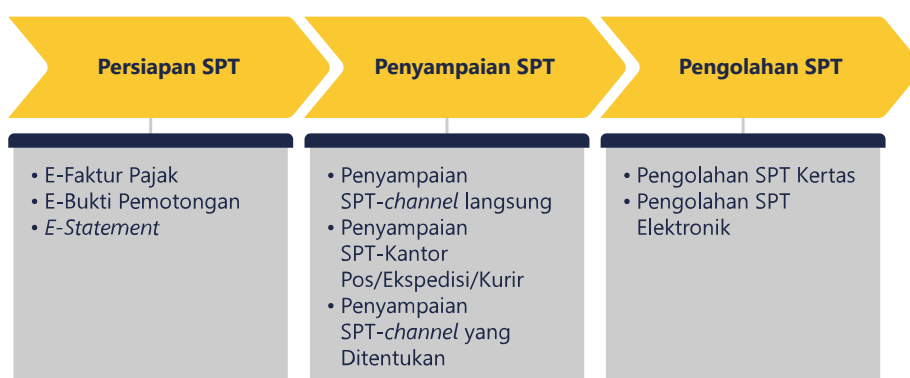 Persiapan SPT
• E-Faktur Pajak
• E-Bukti Pemotongan
• E-Statement
Penyampaian SPT
• Penyampaian
SPT-channel langsung
• Penyampaian
SPT-Kantor
Pos/Ekspedisi/Kurir
• Penyampaian
SPT-channel yang
Ditentukan
Pengolahan SPT
• Pengolahan SPT Kertas
• Pengolahan SPT
Elektronik